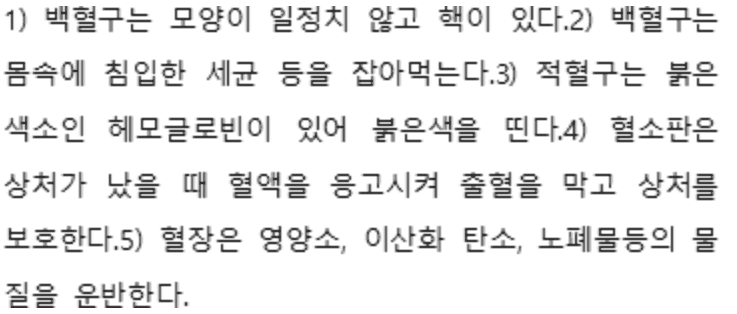 1) 백혈구는 모양이 일정치 않고 핵이 있다.2) 백혈구는
몸속에 침입한 세균 등을 잡아먹는다.3) 적혈구는 붉은
색소인 헤모글로빈이 있어 붉은색을 띤다.4) 혈소판은
상처가 났을 때 혈액을 응고시켜 출혈을 막고 상처를
보호한다.5) 혈장은 영양소, 이산화 탄소, 노폐물등의 물
질을 운반한다.